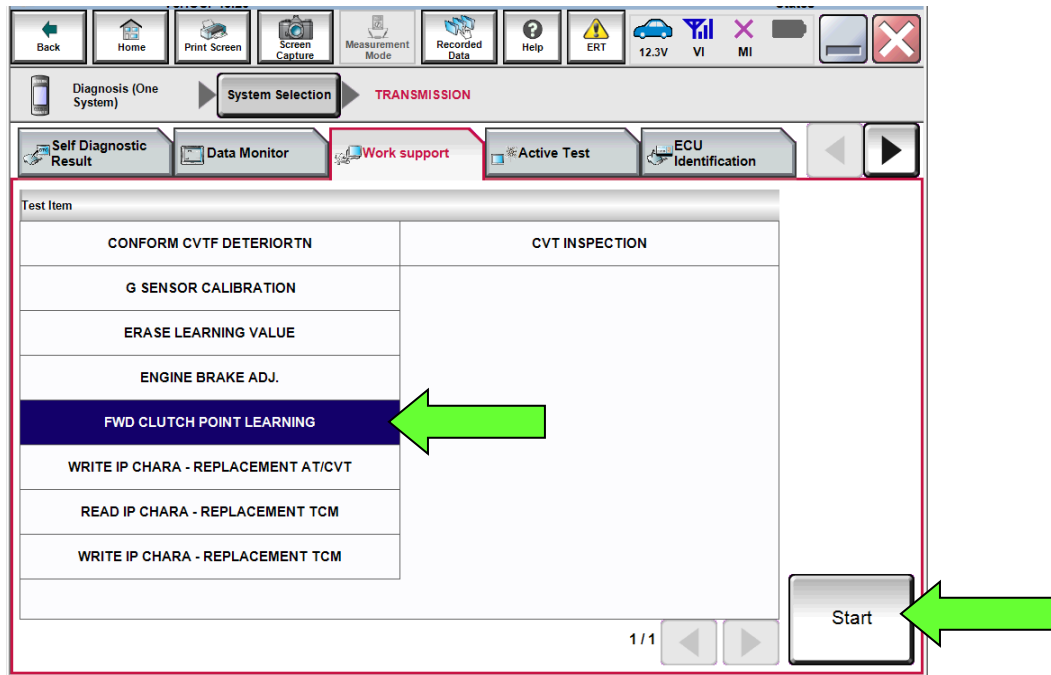 Back
Home
Print Screen
Screen
Capture
Measurement
Mode
Recorded
Data
Help
ERT
12.3V
VI
MI
Diagnosis (One
System)
System Selection
TRANSMISSION
Self Diagnostic
Result
Data Monitor
Work support
Active Test
ECU
Identification
Test Item
CONFORM CVTF DETERIORTN
CVT INSPECTION
G SENSOR CALIBRATION
ERASE LEARNING VALUE
ENGINE BRAKE ADJ.
FWD CLUTCH POINT LEARNING
WRITE IP CHARA - REPLACEMENT AT/CVT
READ IP CHARA - REPLACEMENT TCM
WRITE IP CHARA - REPLACEMENT TCM
Start
1/1